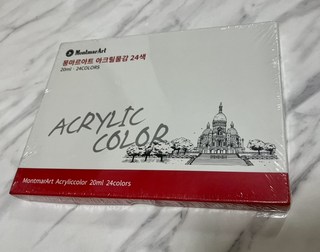 MontmarArt
몽마르아트 아크릴물감 24색
20ml · 24COLORS
ACRYLIC
COLOR
MontmarArt Acryliccolor 20ml 24colors